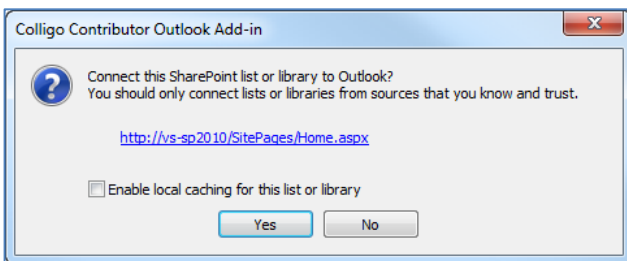 Colligo Contributor Outlook Add-in
Connect this SharePoint list or library to Outlook?
You should only connect lists or libraries from sources that you know and trust.
http://vs-sp2010/SitePages/Home.aspx
Enable local caching for this list or library
Yes No